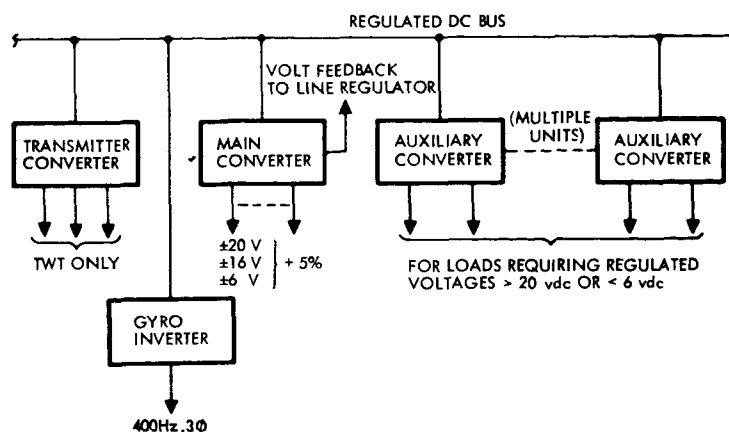 REGULATED DC BUS
VOLT FEEDBACK
TO LINE REGULATOR
TRANSMITTER
CONVERTER
MAIN
CONVERTER
AUXILIARY
CONVERTER
(MULTIPLE
UNITS)
AUXILIARY
CONVERTER
TWT ONLY
±20 V
±16 V
±6 V
+ 5%
FOR LOADS REQUIRING REGULATED
VOLTAGES > 20 vdc OR < 6 vdc
GYRO
INVERTER
400Hz,3Φ